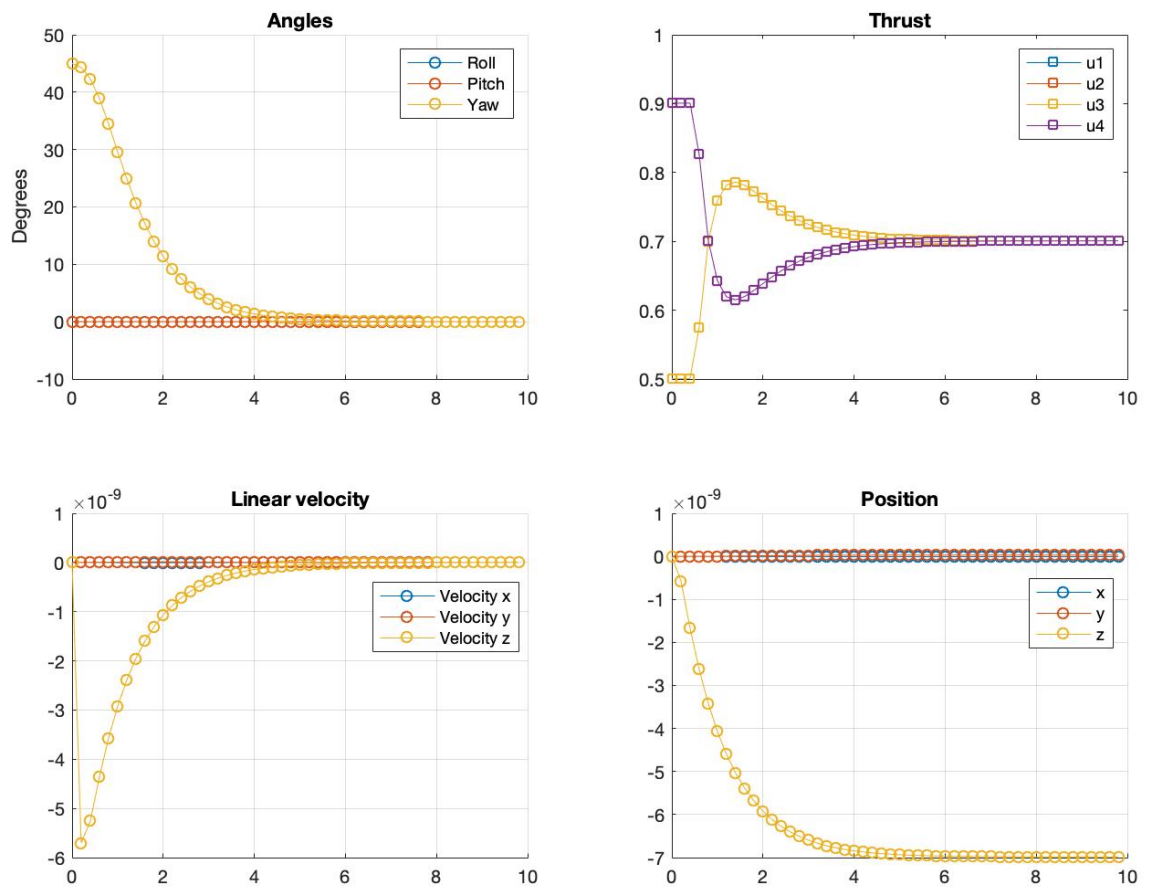 Angles
50
40
30
20
10
0
-10
Degrees
0 2 4 6 8 10
Roll
Pitch
Yaw
Thrust
1
0.9
0.8
0.7
0.6
0.5
0 2 4 6 8 10
u1
u2
u3
u4
×10-9
Linear velocity
1
0
-1
-2
-3
-4
-5
-6
0 2 4 6 8 10
Velocity x
Velocity y
Velocity z
×10-9
Position
1
0
-1
-2
-3
-4
-5
-6
-7
0 2 4 6 8 10
x
y
z